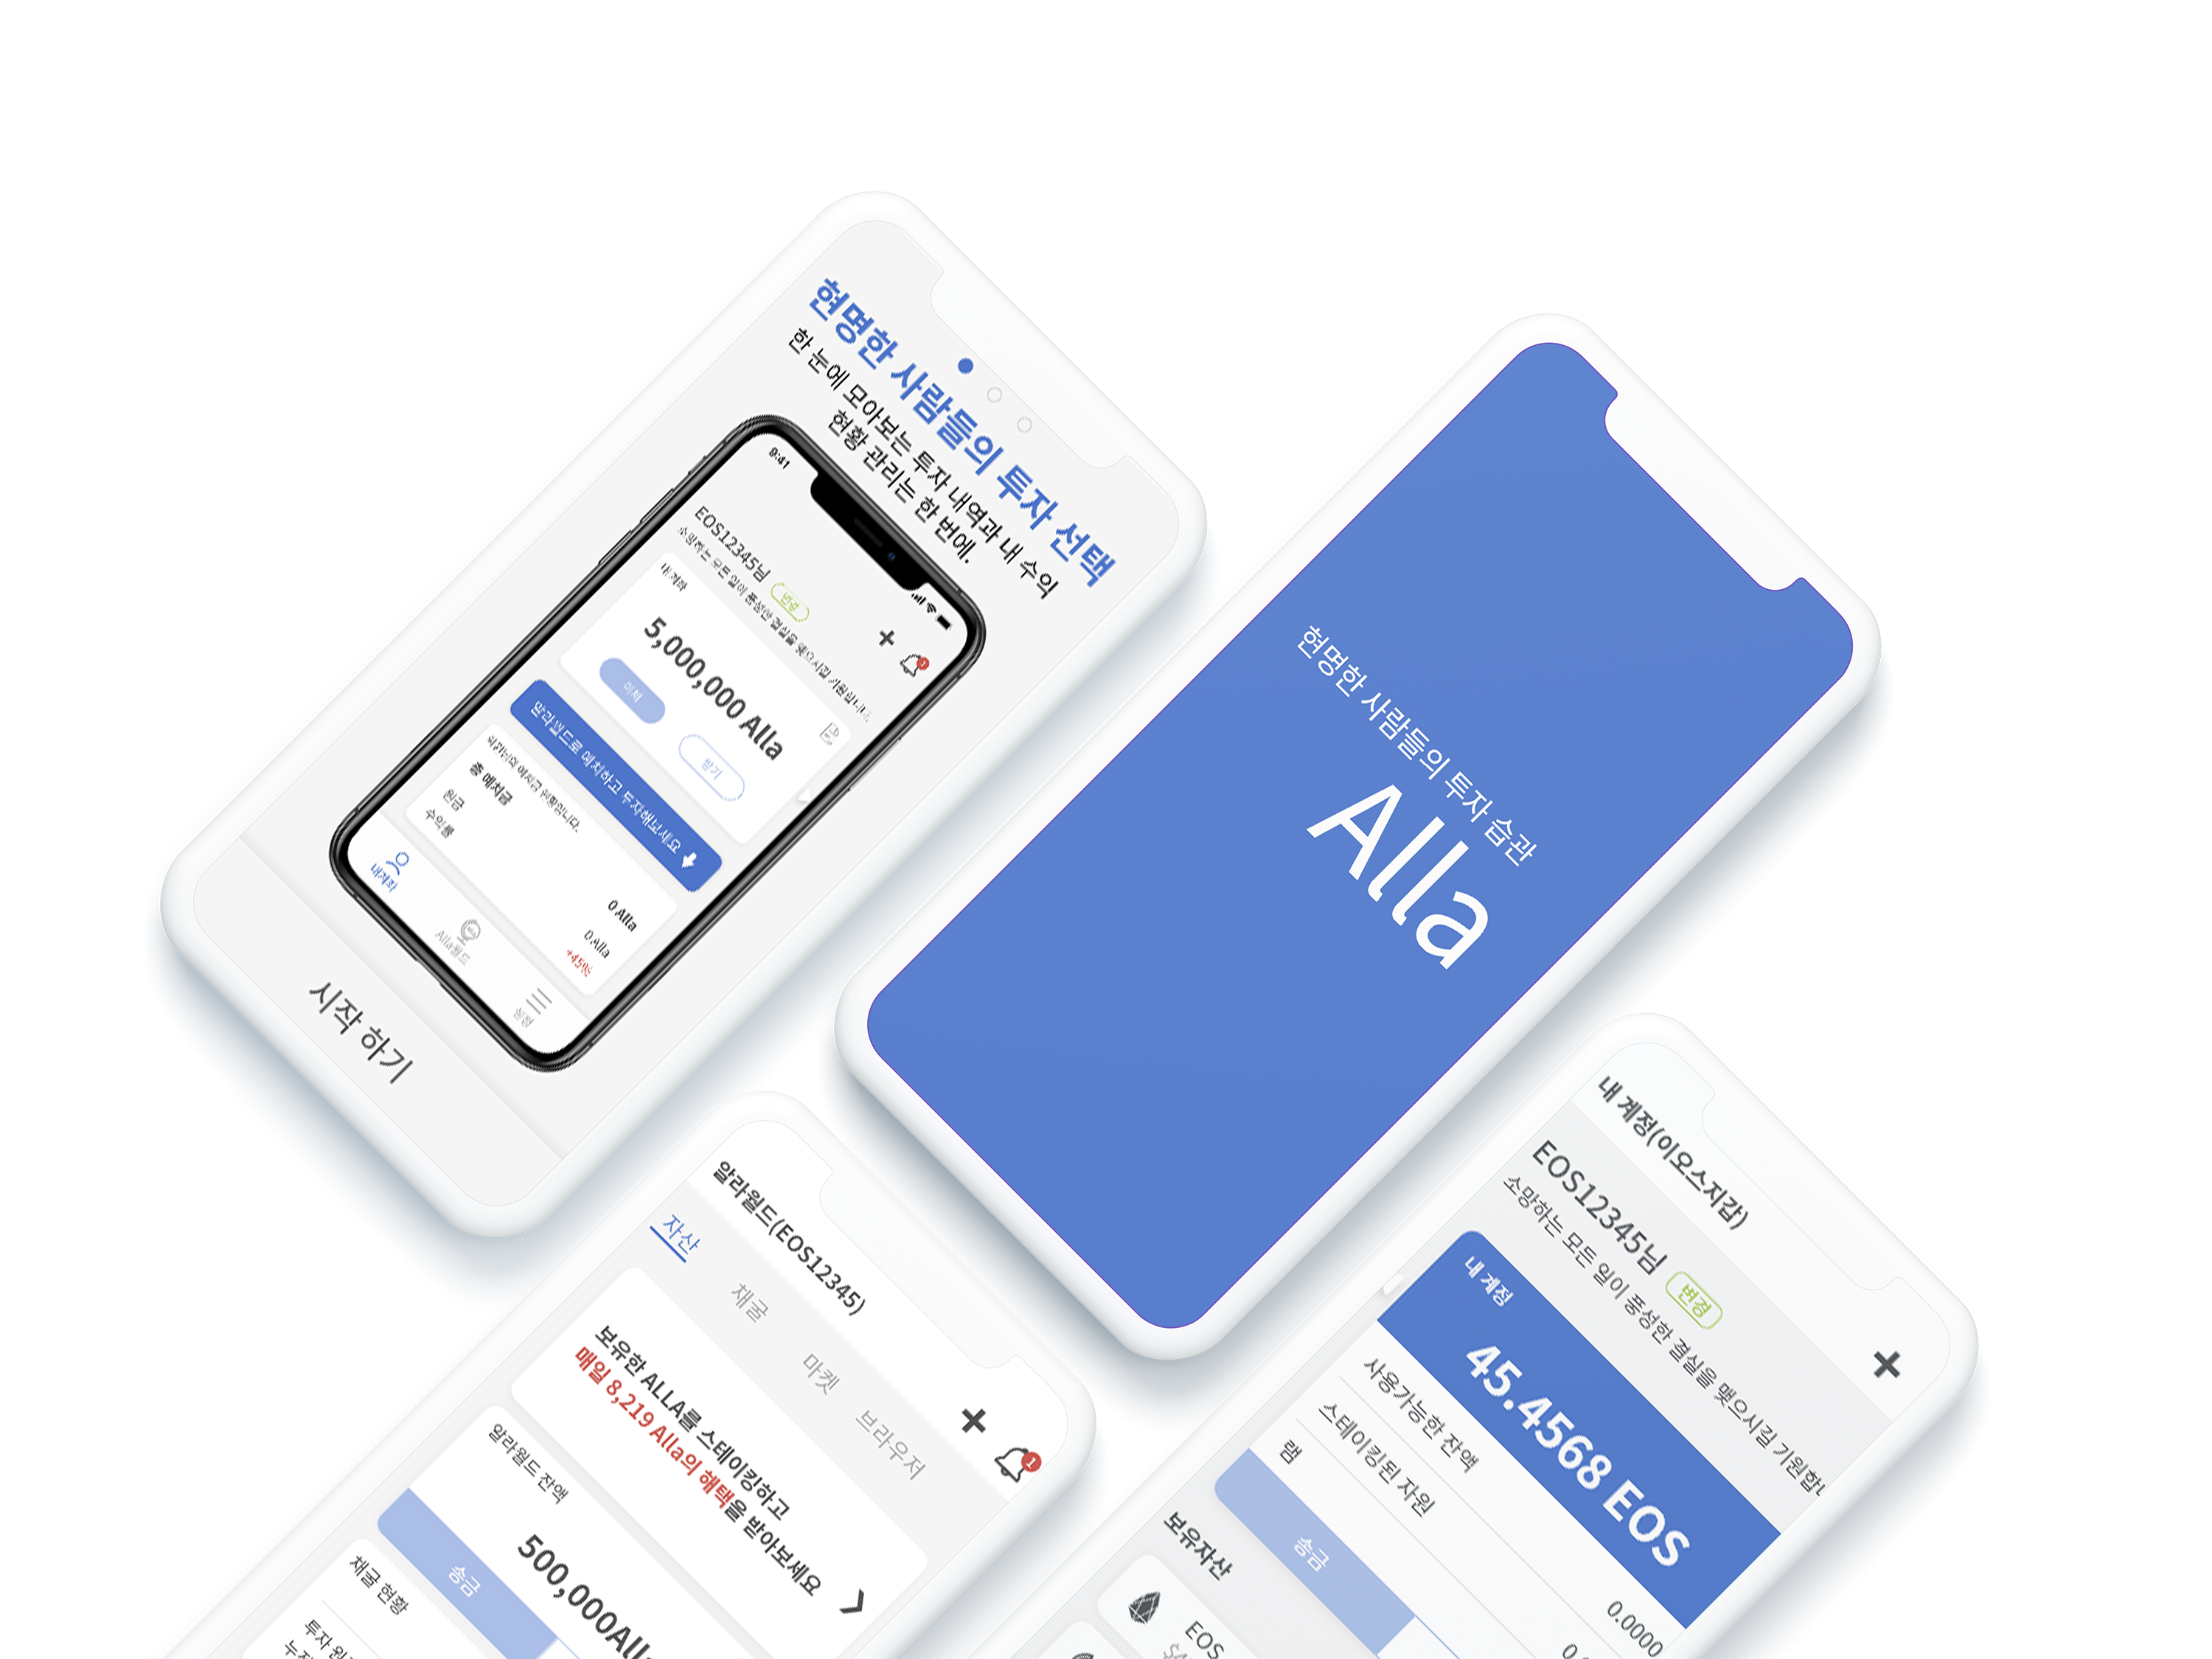 현명한 사람들의 투자 선택
한 눈에 모아보는 투자 내역과 내 수익
현황 관리는 한 번에.
9:41
EOS12345님
변경
소망하는 모든 일이 풍성한 결실을 맺으시길 기원합니다.
내 계좌
5,000,000 Alla
이체
받기
알라월드로 예치하고 투자해보세요
예치금 현황입니다.
총 예치금
0 Alla
원금
0 Alla
수익률
+45%
내계좌
Alla월드
설정
시작 하기
현명한 사람들의 투자 습관
Alla
알라월드(EOS12345)
1
자산
채굴
마켓
브라우저
보유한 ALLA를 스테이킹하고
매일 8,219 Alla의 해택을 받아보세요
알라월드 잔액
500,000Alla
송금
채굴 현황
투자 원
누
내 계정(이오스지갑)
EOS12345님
변경
소망하는 모든 일이 풍성한 결실을 맺으시길 기원합니
내 계정
45.4568 EOS
사용가능한 잔액
0.0000
스테이킹된 자원
램
송금
보유자산
EOS